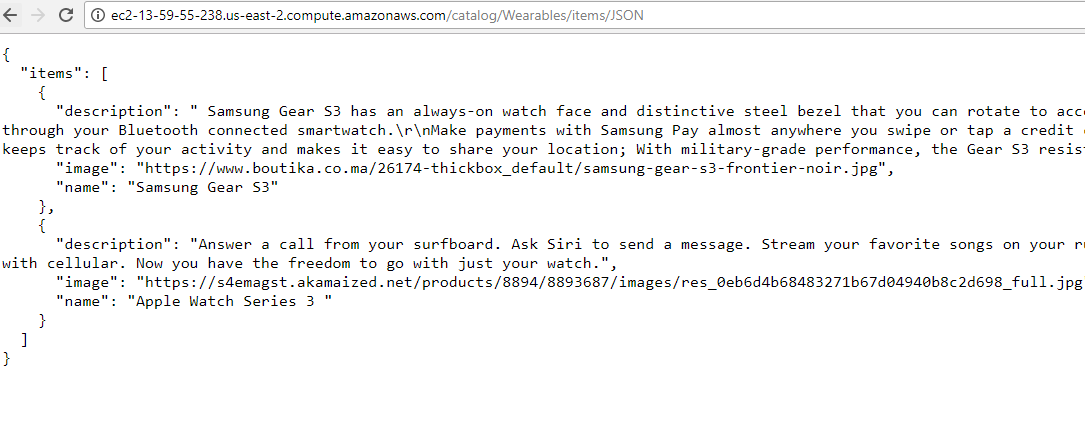 ec2-13-59-55-238.us-east-2.compute.amazonaws.com/catalog/Wearables/items/JSON
{
"items": [
{
"description": " Samsung Gear S3 has an always-on watch face and distinctive steel bezel that you can rotate to
through your Bluetooth connected smartwatch.\r\nMake payments with Samsung Pay almost anywhere you swipe or tap a credit
keeps track of your activity and makes it easy to share your location; With military-grade performance, the Gear S3
"image": "https://www.boutika.co.ma/26174-thickbox_default/samsung-gear-s3-frontier-noir.jpg",
"name": "Samsung Gear S3"
},
{
"description": "Answer a call from your surfboard. Ask Siri to send a message. Stream your favorite songs on your
with cellular. Now you have the freedom to go with just your watch.",
"image": "https://s4emagst.akamaized.net/products/8894/8893687/images/res_0eb6d4b68483271b67d04940b8c2d698_full.jpg
"name": "Apple Watch Series 3 "
}
]
}